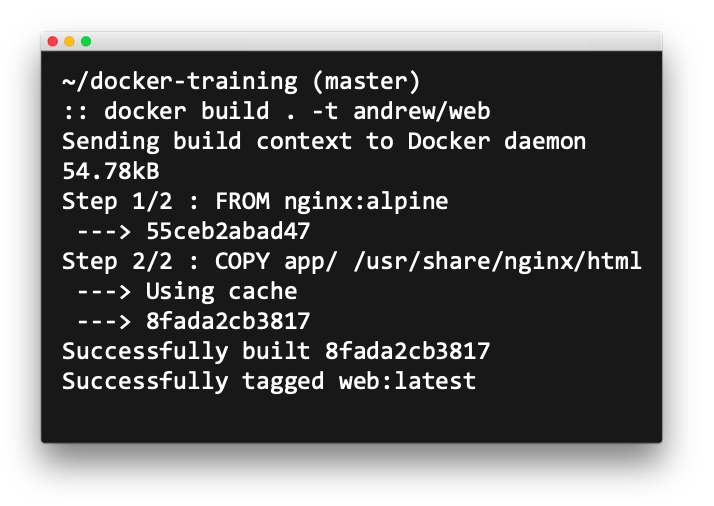 ~/docker-training (master)
:: docker build . -t andrew/web
Sending build context to Docker daemon
54.78kB
Step 1/2 : FROM nginx:alpine
 ---> 55ceb2abad47
Step 2/2 : COPY app/ /usr/share/nginx/html
 ---> Using cache
 ---> 8fada2cb3817
Successfully built 8fada2cb3817
Successfully tagged web:latest